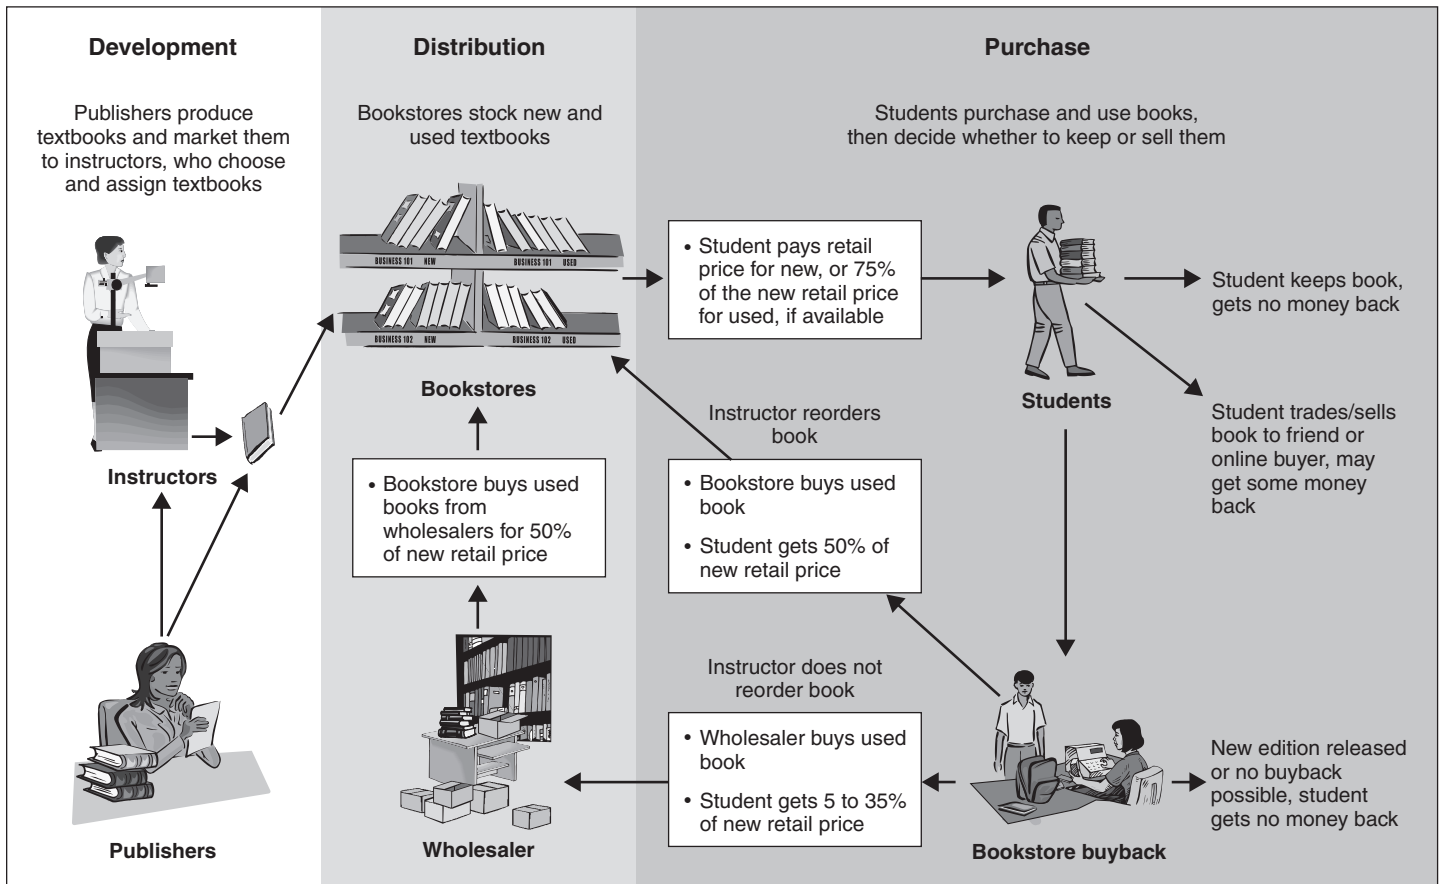 Development
Publishers produce
textbooks and market them
to instructors, who choose
and assign textbooks
Instructors
Publishers
Distribution
Bookstores stock new and
used textbooks
BUSINESS 101 NEW
BUSINESS 101 USED
BUSINESS 102 NEW
BUSINESS 102 USED
Bookstores
• Bookstore buys used
books from
wholesalers for 50%
of new retail price
Wholesaler
Purchase
Students purchase and use books,
then decide whether to keep or sell them
• Student pays retail
price for new, or 75%
of the new retail price
for used, if available
Students
Student keeps book,
gets no money back
Student trades/sells
book to friend or
online buyer, may
get some money
back
Instructor reorders
book
• Bookstore buys used
book
• Student gets 50% of
new retail price
Instructor does not
reorder book
• Wholesaler buys used
book
• Student gets 5 to 35%
of new retail price
Bookstore buyback
New edition released
or no buyback
possible, student
gets no money back